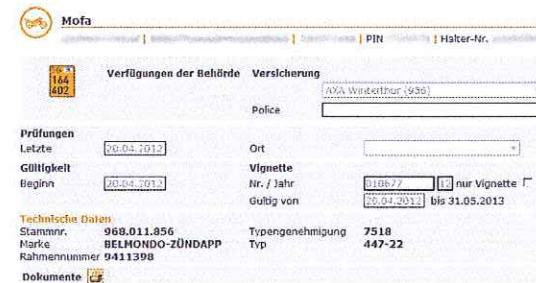 Mofa
PIN
Halter-Nr.
164
402
Verfügungen der Behörde
Versicherung
AXA Winterthur (936)
Police
Prüfungen
Letzte 20.04.2012 Ort
Gültigkeit Vignette
Beginn 20.04.2012 Nr. / Jahr 010677 12 nur Vignette
Gültig von 20.04.2012 bis 31.05.2013
Technische Daten
Stammnr. 968.011.856 Typengenehmigung 7518
Marke BELMONDO-ZÜNDAPP Typ 447-22
Rahmennummer 9411398
Dokumente